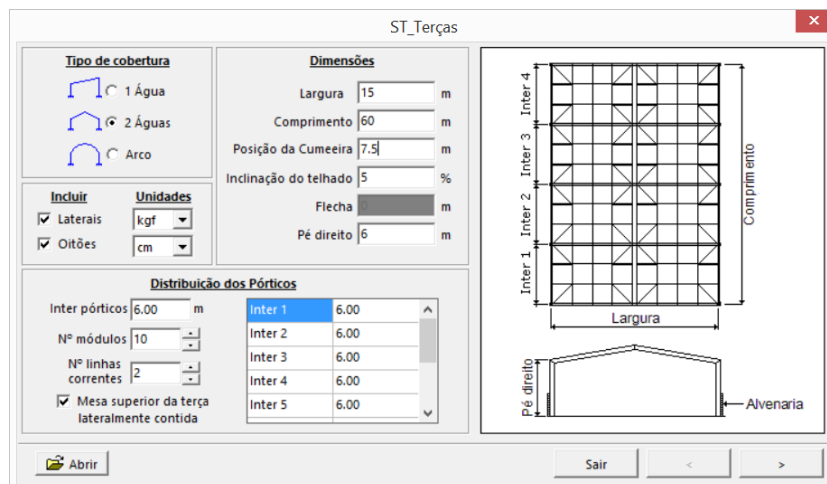 ST_Terças
Tipo de cobertura
1 Água
2 Águas
Arco
Dimensões
Largura 15 m
Comprimento 60 m
Posição da Cumeeira 7.5 m
Inclinação do telhado 5 %
Flecha 0 m
Pé direito 6 m
Incluir Unidades
Laterais kgf
Oitões cm
Distribuição dos Pórticos
Inter pórticos 6.00 m
Nº módulos 10
Nº linhas
correntes 2
Mesa superior da terça
lateralmente contida
Inter 1 6.00
Inter 2 6.00
Inter 3 6.00
Inter 4 6.00
Inter 5 6.00
Inter 4
Inter 3
Inter 2
Inter 1
Comprimento
Largura
Pé direito
Alvenaria
Abrir
Sair
<
>